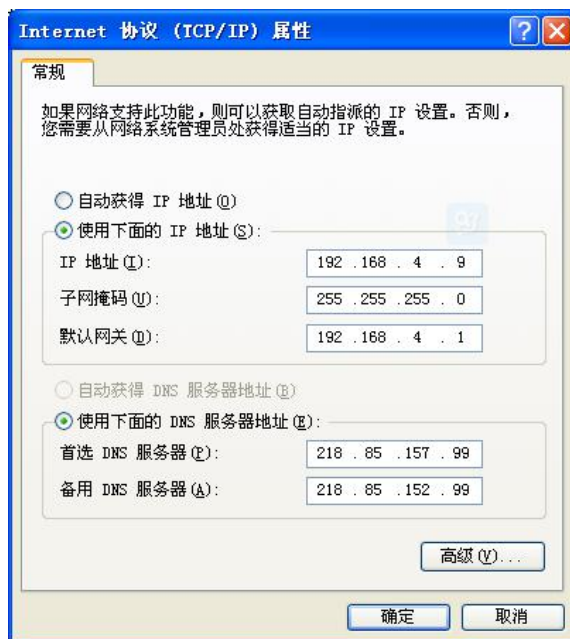 Internet 协议 (TCP/IP) 属性
常规
如果网络支持此功能，则可以获取自动指派的 IP 设置。否则，
您需要从网络系统管理员处获得适当的 IP 设置。
自动获得 IP 地址(O)
使用下面的 IP 地址(S):
IP 地址(I): 192 .168 . 4 . 9
子网掩码(U): 255 .255 .255 . 0
默认网关(D): 192 .168 . 4 . 1
自动获得 DNS 服务器地址(B)
使用下面的 DNS 服务器地址(E):
首选 DNS 服务器(P): 218 . 85 .157 . 99
备用 DNS 服务器(A): 218 . 85 .152 . 99
高级(V)...
确定 取消